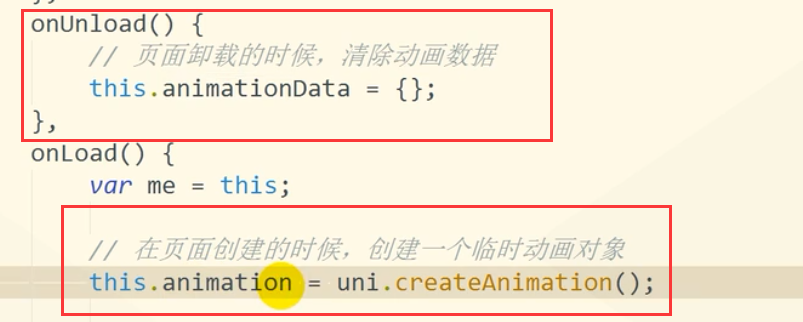 onUnload() {
// 页面卸载的时候，清除动画数据
this.animationData = {};
},
onLoad() {
var me = this;
// 在页面创建的时候，创建一个临时动画对象
this.animation = uni.createAnimation();